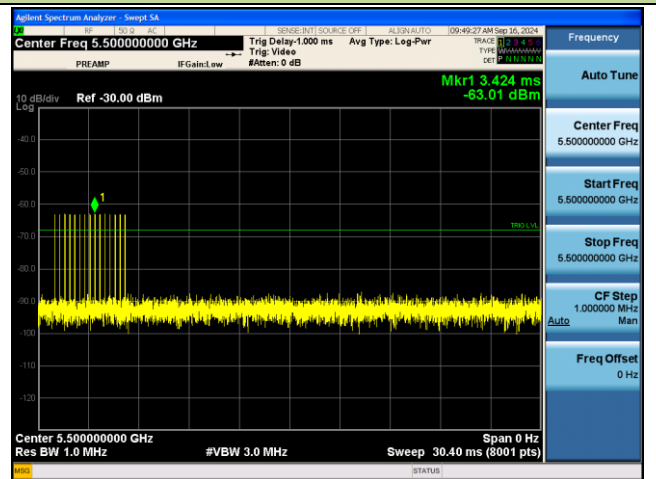 Agilent Spectrum Analyzer - Swept SA
RF 50 Ω AC SENSE:INT SOURCE OFF ALIGN AUTO 09:49:27 AM Sep 16, 2024
Center Freq 5.500000000 GHz Trig Delay-1.000 ms Avg Type: Log-Pwr TRACE 1 2 3 4 5 6
Trig: Video TYPE
PREAMP IFGain:Low #Atten: 0 dB DET P N N N N N
Mkr1 3.424 ms
10 dB/div Ref -30.00 dBm -63.01 dBm
Log
-40.0
-50.0
-60.0
1
-70.0
TRIG LVL
-80.0
-90.0
-100
-110
-120
Center 5.500000000 GHz Span 0 Hz
Res BW 1.0 MHz #VBW 3.0 MHz Sweep 30.40 ms (8001 pts)
MSG STATUS
Frequency
Auto Tune
Center Freq
5.500000000 GHz
Start Freq
5.500000000 GHz
Stop Freq
5.500000000 GHz
CF Step
1.000000 MHz
Auto Man
Freq Offset
0 Hz